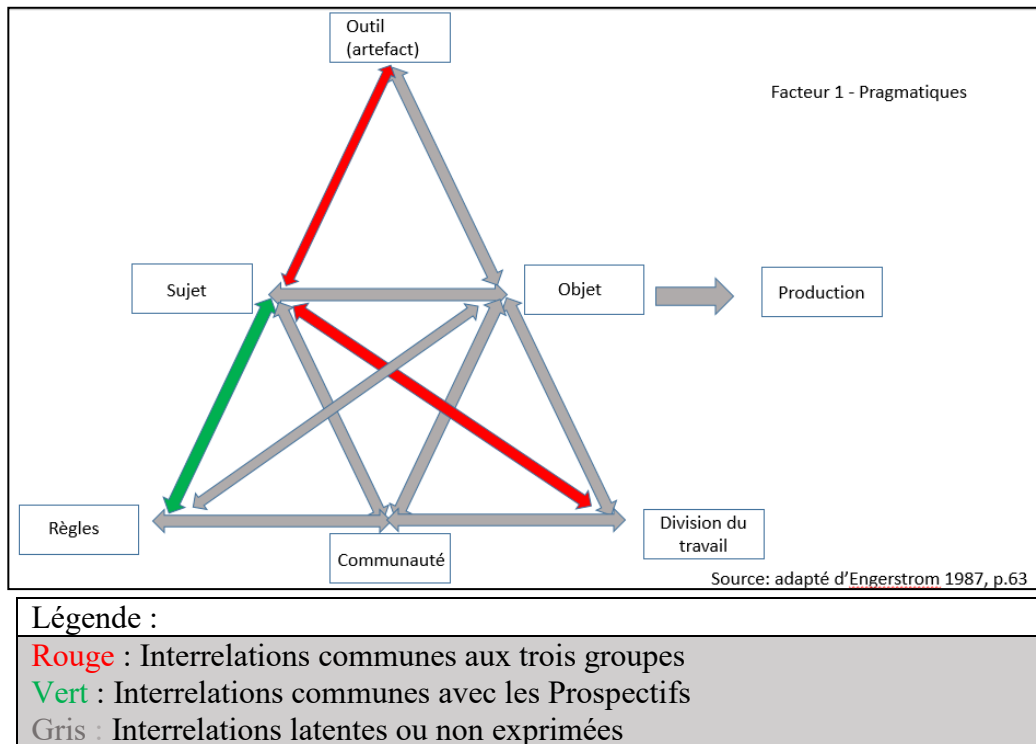 Outil
(artefact)
Facteur 1 - Pragmatiques
Sujet
Objet
Production
Règles
Communauté
Division du
travail
Source: adapté d’Engerstrom 1987, p.63
Légende :
Rouge : Interrelations communes aux trois groupes
Vert : Interrelations communes avec les Prospectifs
Gris : Interrelations latentes ou non exprimées